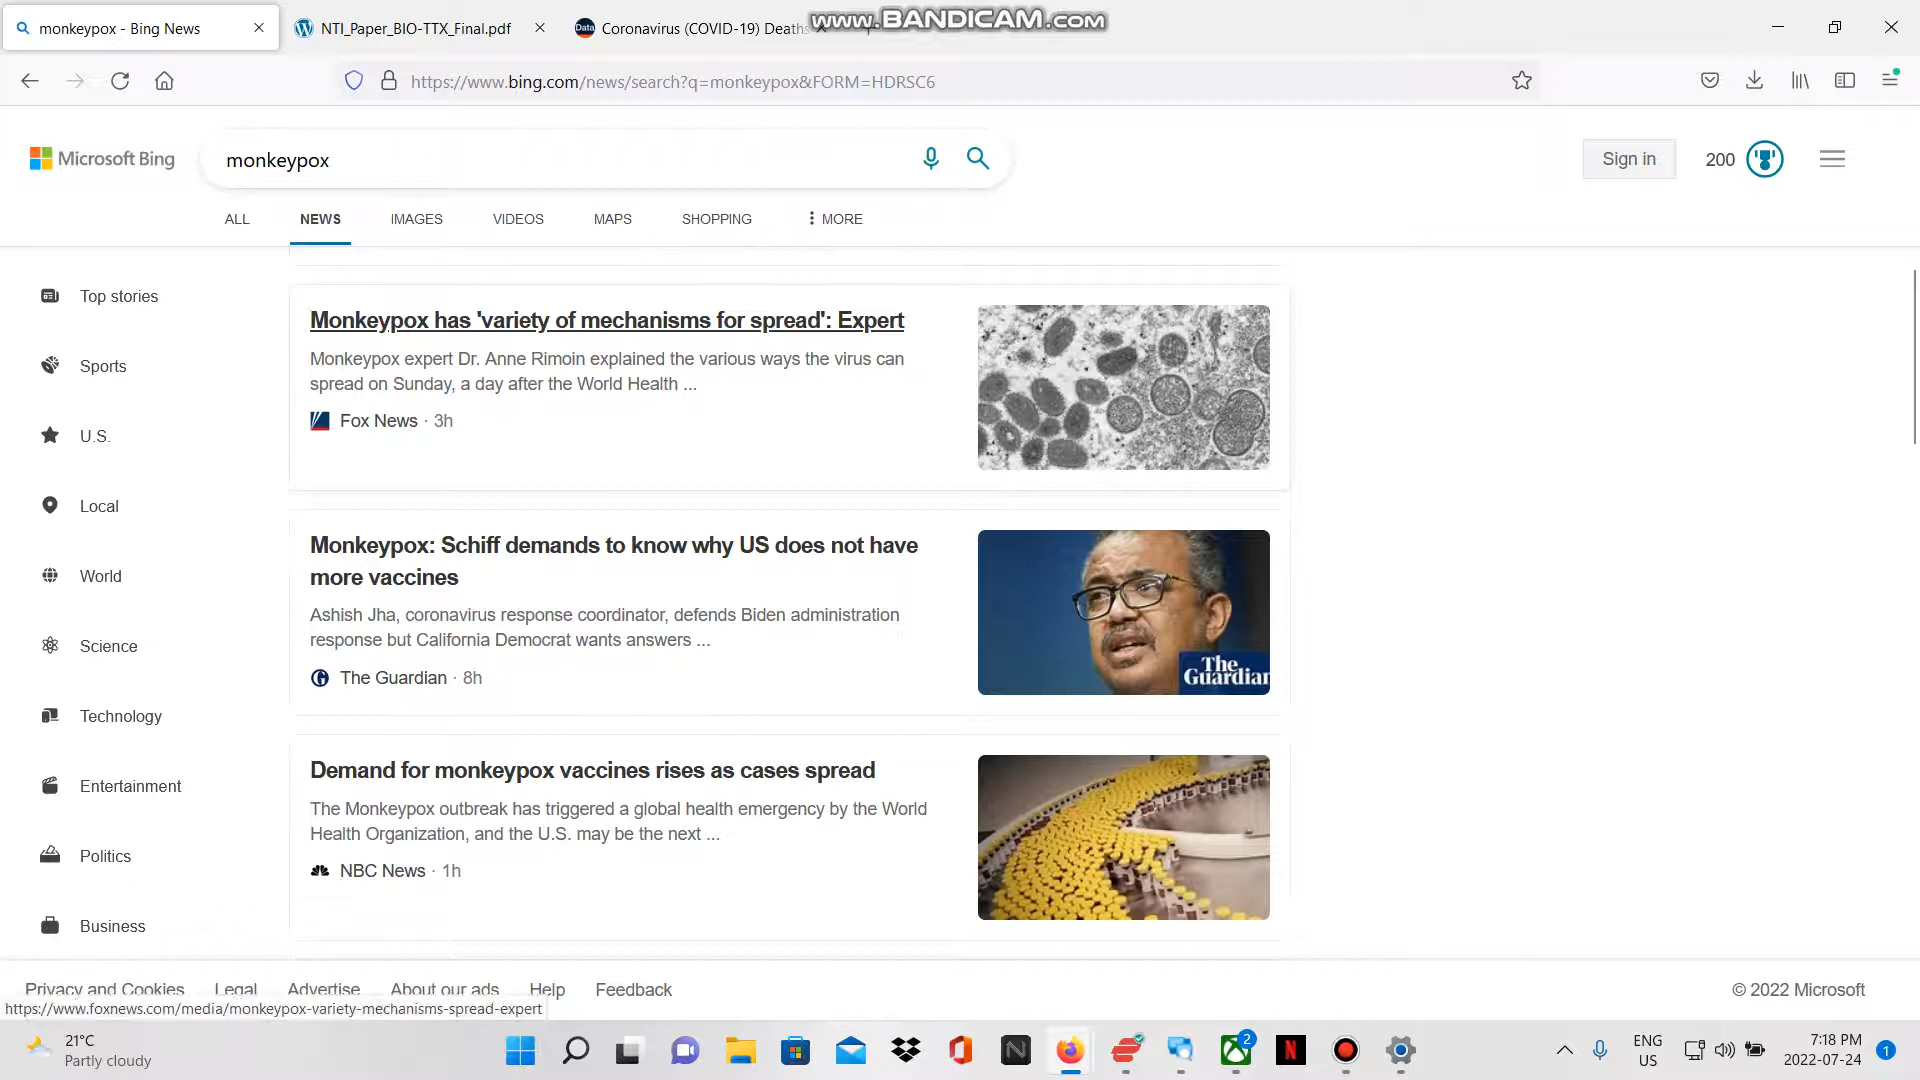 monkeypox - Bing News
NTI_Paper_BIO-TTX_Final.pdf
Data
Coronavirus (COVID-19) Deaths
www.BANDICAM.com
https://www.bing.com/news/search?q=monkeypox&FORM=HDRSC6
Microsoft Bing
monkeypox
Sign in
200
ALL
NEWS
IMAGES
VIDEOS
MAPS
SHOPPING
MORE
Top stories
Sports
U.S.
Local
World
Science
Technology
Entertainment
Politics
Business
Monkeypox has 'variety of mechanisms for spread': Expert
Monkeypox expert Dr. Anne Rimoin explained the various ways the virus can
spread on Sunday, a day after the World Health ...
Fox News · 3h
Monkeypox: Schiff demands to know why US does not have
more vaccines
Ashish Jha, coronavirus response coordinator, defends Biden administration
response but California Democrat wants answers ...
The Guardian · 8h
The
Guardian
Demand for monkeypox vaccines rises as cases spread
The Monkeypox outbreak has triggered a global health emergency by the World
Health Organization, and the U.S. may be the next ...
NBC News · 1h
Privacy and Cookies
Legal
Advertise
About our ads
Help
Feedback
© 2022 Microsoft
https://www.foxnews.com/media/monkeypox-variety-mechanisms-spread-expert
21°C
Partly cloudy
2
ENG
US
7:18 PM
2022-07-24
1